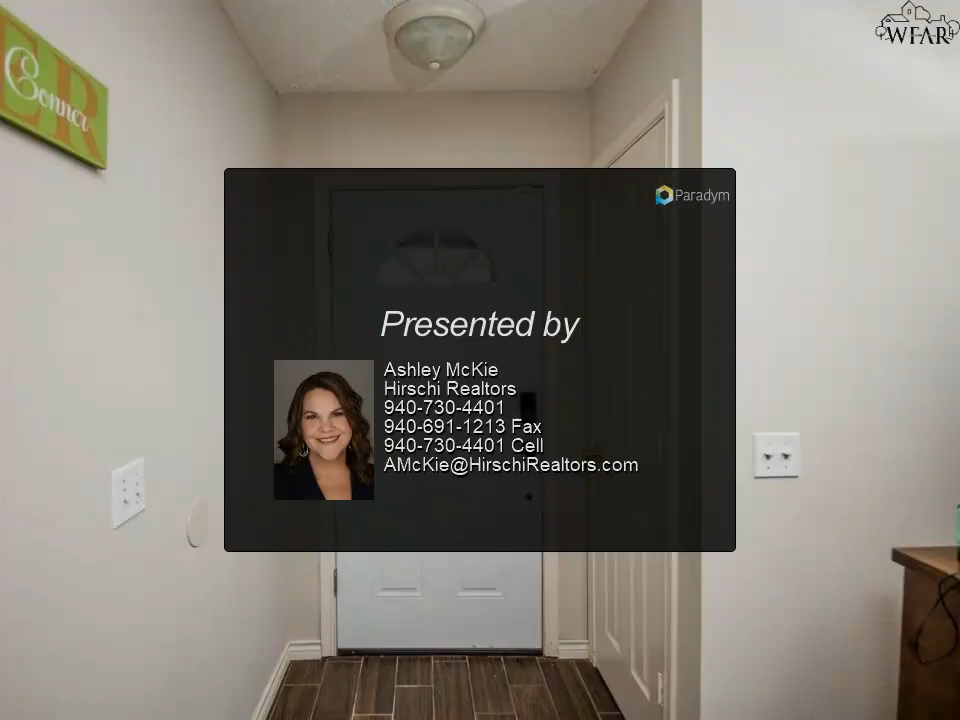 WFAR
Conner
Paradym
Presented by
Ashley McKie
Hirschi Realtors
940-730-4401
940-691-1213 Fax
940-730-4401 Cell
AMcKie@HirschiRealtors.com